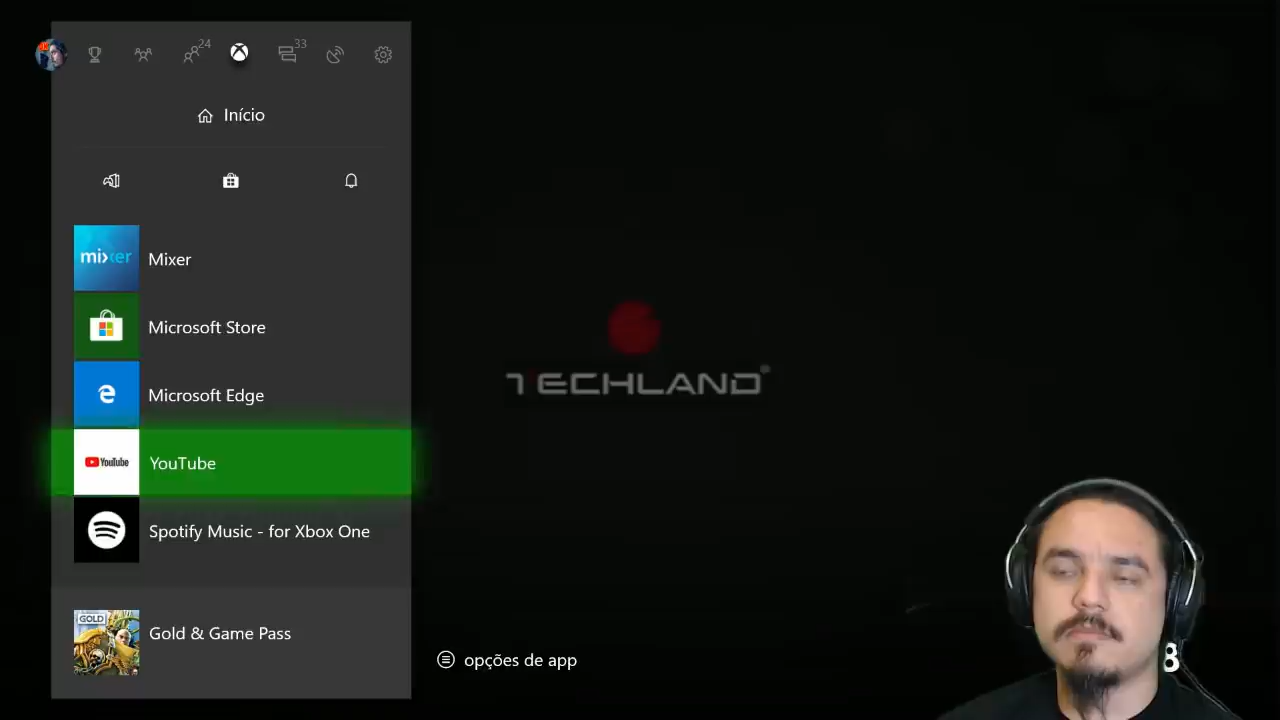 24
33
Início
mixer
Mixer
Microsoft Store
Microsoft Edge
YouTube
YouTube
Spotify Music - for Xbox One
GOLD
Gold & Game Pass
TECHLAND®
opções de app
8